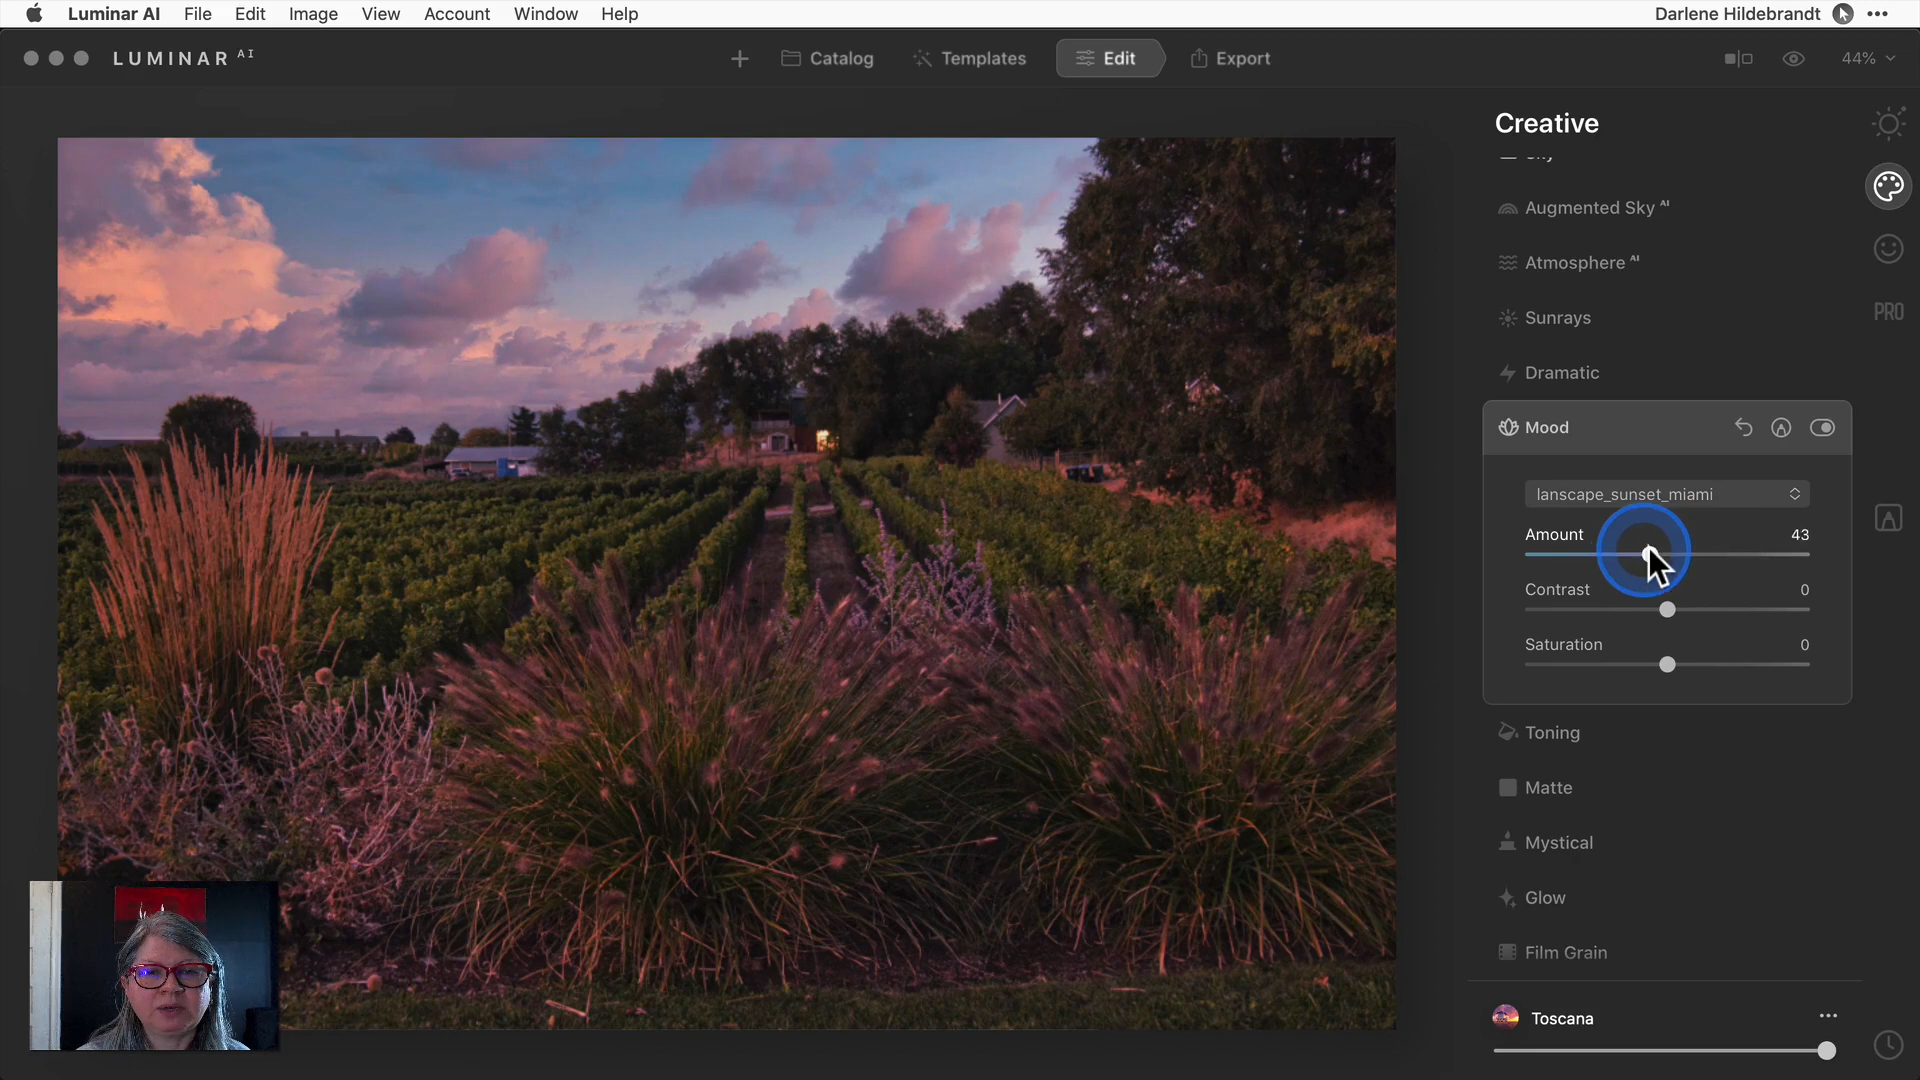 Luminar AI File Edit Image View Account Window Help Darlene Hildebrandt
LUMINAR AI Catalog Templates Edit Export 44%
Creative
Sky
Augmented Sky AI
Atmosphere AI
Sunrays
PRO
Dramatic
Mood
lanscape_sunset_miami
Amount 43
Contrast 0
Saturation 0
Toning
Matte
Mystical
Glow
Film Grain
Toscana